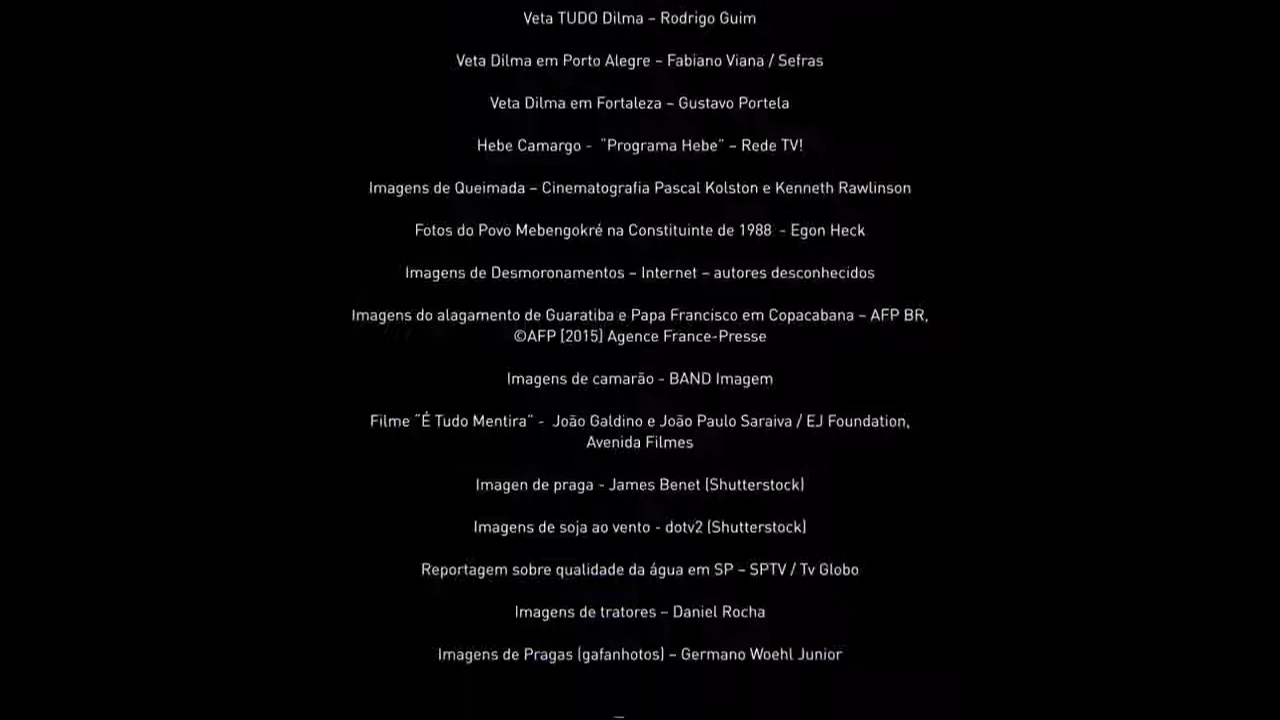 Veta TUDO Dilma – Rodrigo Guim
Veta Dilma em Porto Alegre – Fabiano Viana / Sefras
Veta Dilma em Fortaleza – Gustavo Portela
Hebe Camargo - "Programa Hebe" – Rede TV!
Imagens de Queimada – Cinematografia Pascal Kolston e Kenneth Rawlinson
Fotos do Povo Mebengokré na Constituinte de 1988 - Egon Heck
Imagens de Desmoronamentos – Internet – autores desconhecidos
Imagens do alagamento de Guaratiba e Papa Francisco em Copacabana – AFP BR,
©AFP [2015] Agence France-Presse
Imagens de camarão - BAND Imagem
Filme "É Tudo Mentira" - João Galdino e João Paulo Saraiva / EJ Foundation,
Avenida Filmes
Imagen de praga - James Benet (Shutterstock)
Imagens de soja ao vento - dotv2 (Shutterstock)
Reportagem sobre qualidade da água em SP – SPTV / Tv Globo
Imagens de tratores – Daniel Rocha
Imagens de Pragas (gafanhotos) – Germano Woehl Junior